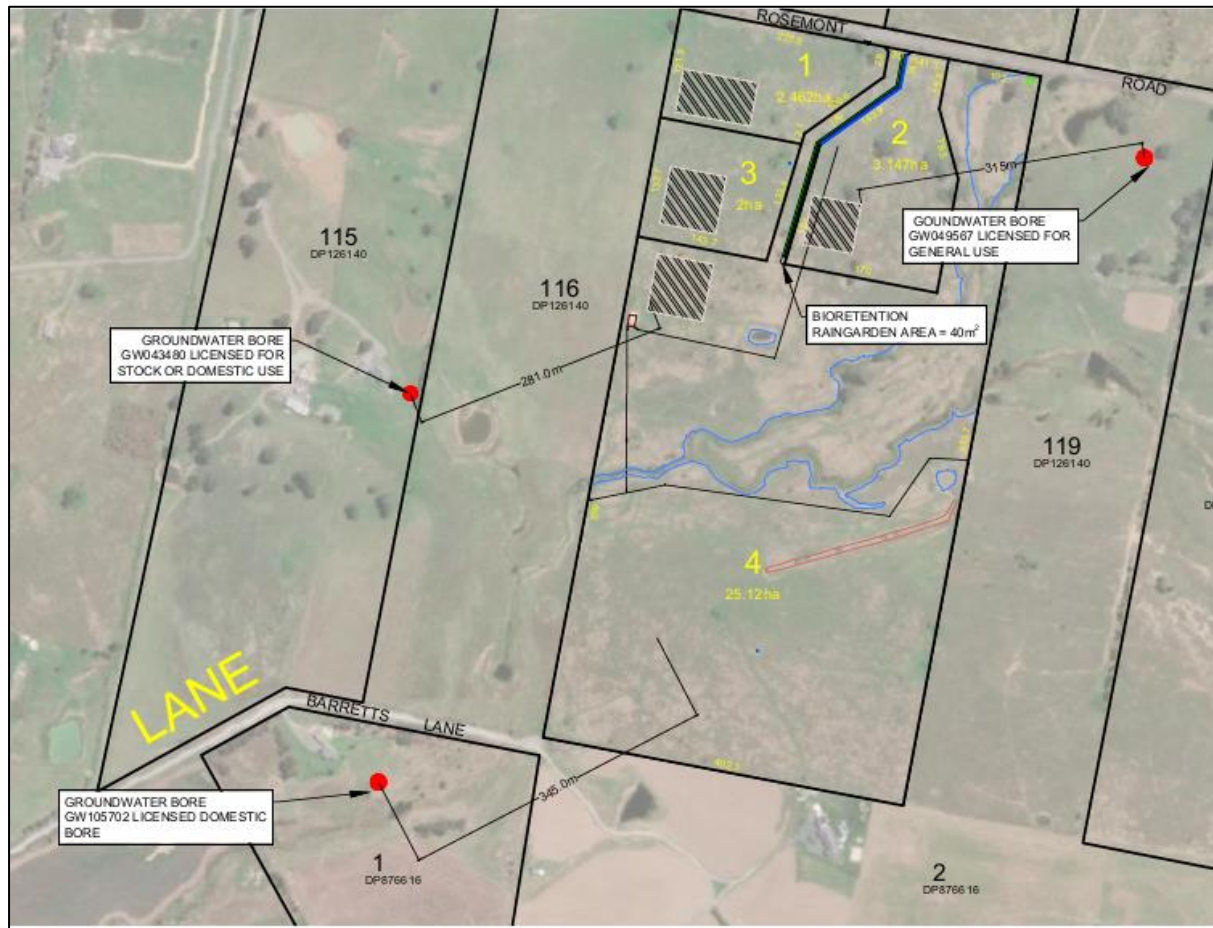 ROSEMONT
ROAD
1
2.462ha
2
3.147ha
3
2ha
315m
GOUNDWATER BORE
GW049567 LICENSED FOR
GENERAL USE
115
DP126140
116
DP126140
BIORETENTION
RAINGARDEN AREA = 40m²
GROUNDWATER BORE
GW043480 LICENSED FOR
STOCK OR DOMESTIC USE
281.0m
119
DP126140
4
25.12ha
LANE
BARRETTS LANE
345.0m
GROUNDWATER BORE
GW105702 LICENSED DOMESTIC
BORE
1
DP876616
2
DP876616